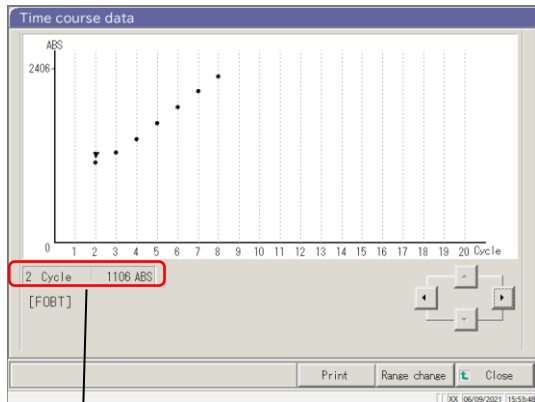 Time course data
ABS
2406
0
1 2 3 4 5 6 7 8 9 10 11 12 13 14 15 16 17 18 19 20 Cycle
2 Cycle 1106 ABS
[FOBT]
Print Range change Close
XX 06/09/2021 15:53:48